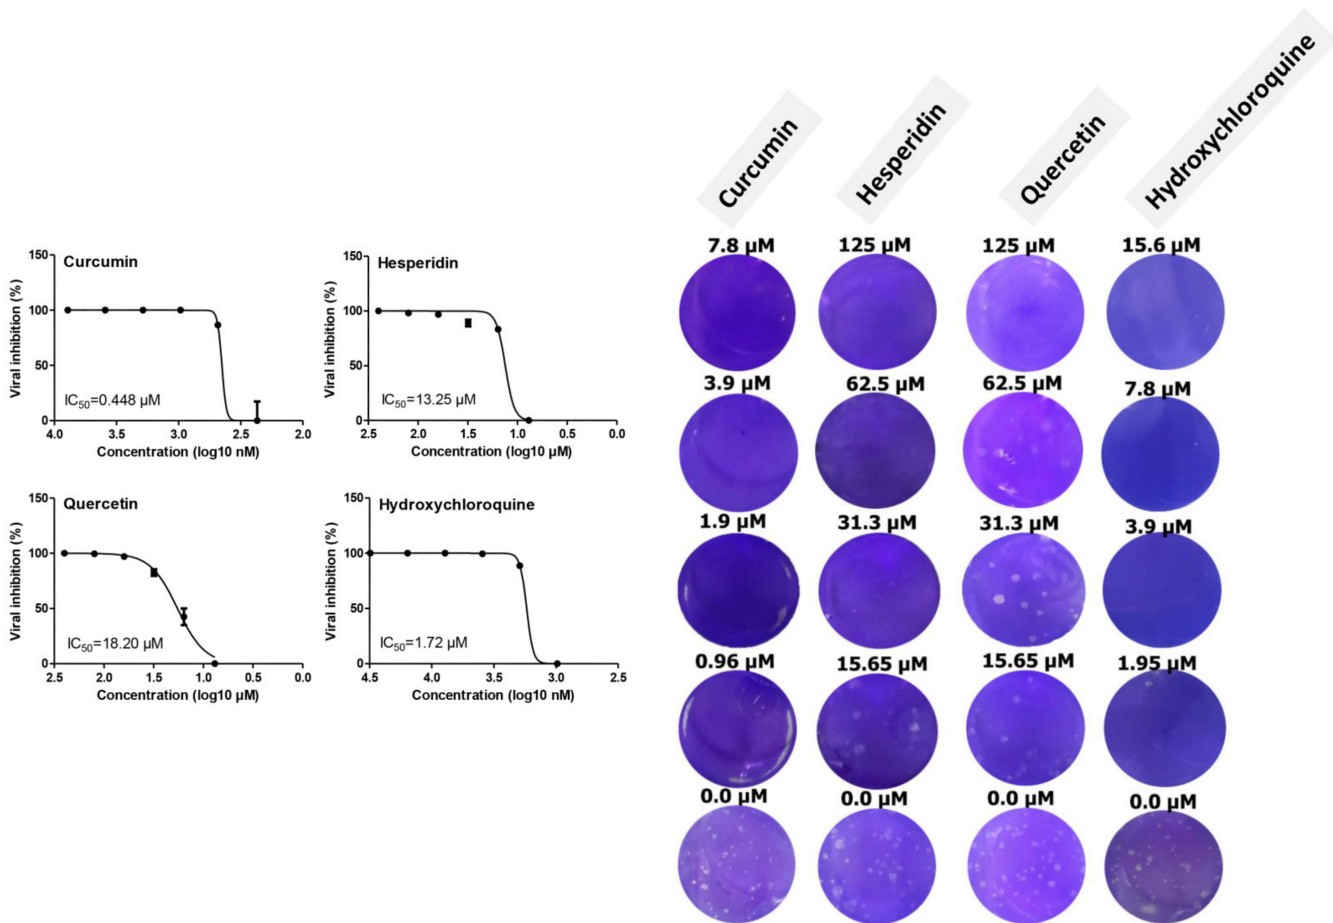 Curcumin
Hesperidin
Quercetin
Hydroxychloroquine
150
100
50
0
Viral inhibition (%)
Curcumin
IC50=0.448 µM
4.0 3.5 3.0 2.5 2.0
Concentration (log10 nM)
150
100
50
0
Viral inhibition (%)
Hesperidin
IC50=13.25 µM
2.5 2.0 1.5 1.0 0.5 0.0
Concentration (log10 µM)
150
100
50
0
Viral inhibition (%)
Quercetin
IC50=18.20 µM
2.5 2.0 1.5 1.0 0.5 0.0
Concentration (log10 µM)
150
100
50
0
Viral inhibition (%)
Hydroxychloroquine
IC50=1.72 µM
4.5 4.0 3.5 3.0 2.5
Concentration (log10 nM)
7.8 µM 125 µM 125 µM 15.6 µM
3.9 µM 62.5 µM 62.5 µM 7.8 µM
1.9 µM 31.3 µM 31.3 µM 3.9 µM
0.96 µM 15.65 µM 15.65 µM 1.95 µM
0.0 µM 0.0 µM 0.0 µM 0.0 µM